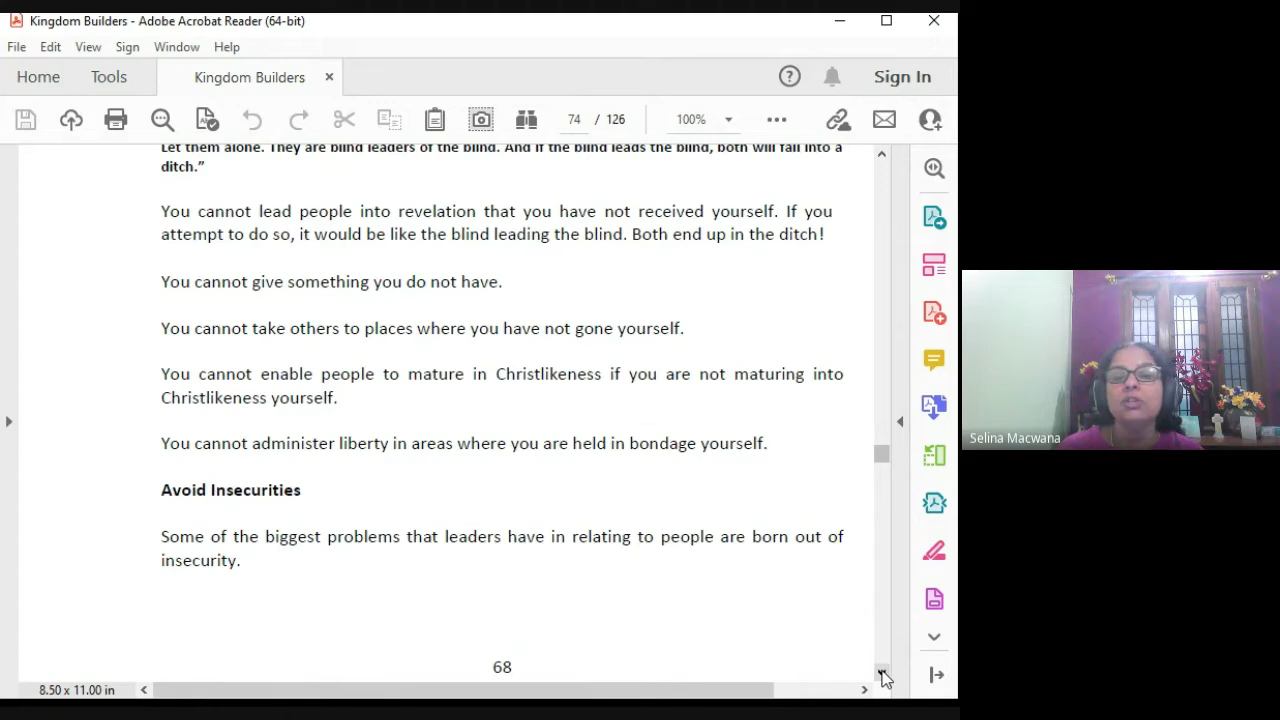 Kingdom Builders - Adobe Acrobat Reader (64-bit)
File Edit View Sign Window Help
Home Tools Kingdom Builders × Sign In
74 / 126 100%
Let them alone. They are blind leaders of the blind. And if the blind leads the blind, both will fall into a
ditch.”
You cannot lead people into revelation that you have not received yourself. If you
attempt to do so, it would be like the blind leading the blind. Both end up in the ditch!
You cannot give something you do not have.
You cannot take others to places where you have not gone yourself.
You cannot enable people to mature in Christlikeness if you are not maturing into
Christlikeness yourself.
You cannot administer liberty in areas where you are held in bondage yourself.
Avoid Insecurities
Some of the biggest problems that leaders have in relating to people are born out of
insecurity.
68
8.50 x 11.00 in
Selina Macwana